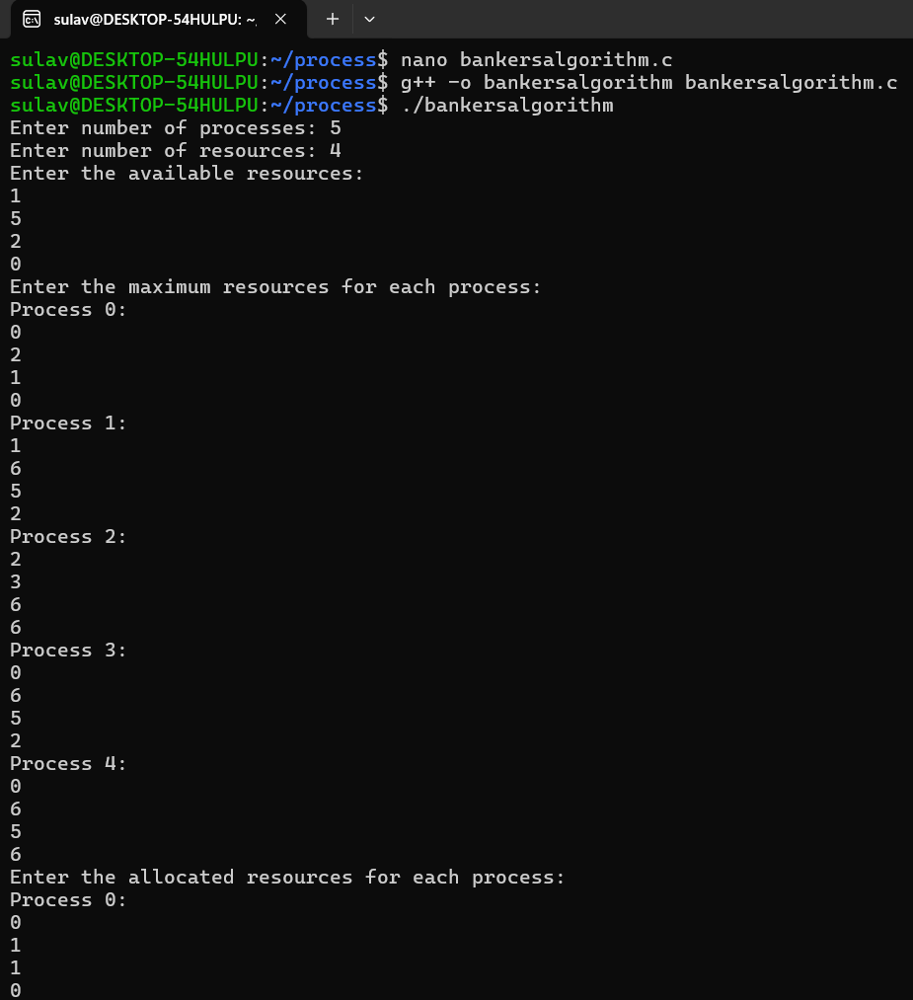 sulav@DESKTOP-54HULPU: ~
sulav@DESKTOP-54HULPU:~/process$ nano bankersalgorithm.c
sulav@DESKTOP-54HULPU:~/process$ g++ -o bankersalgorithm bankersalgorithm.c
sulav@DESKTOP-54HULPU:~/process$ ./bankersalgorithm
Enter number of processes: 5
Enter number of resources: 4
Enter the available resources:
1
5
2
0
Enter the maximum resources for each process:
Process 0:
0
2
1
0
Process 1:
1
6
5
2
Process 2:
2
3
6
6
Process 3:
0
6
5
2
Process 4:
0
6
5
6
Enter the allocated resources for each process:
Process 0:
0
1
1
0